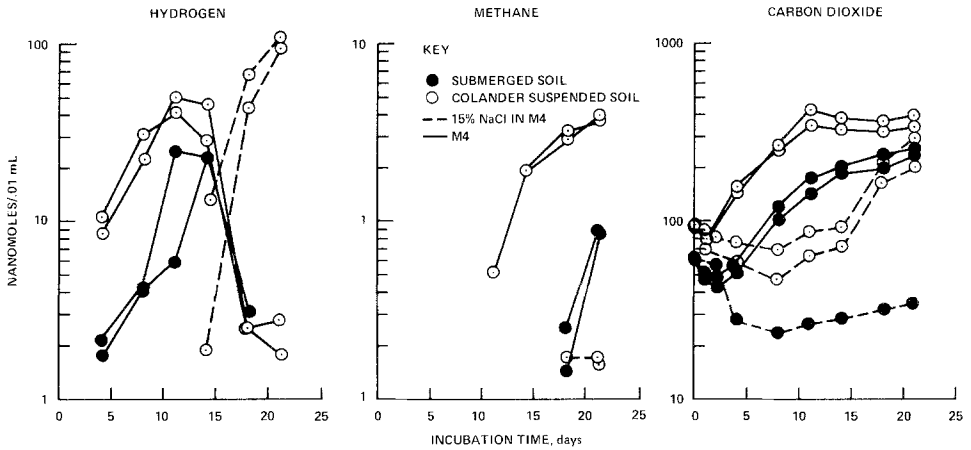 HYDROGEN
METHANE
CARBON DIOXIDE
100
10
1
10
1
.1
1000
100
10
NANOMOLES/.01 mL
KEY
SUBMERGED SOIL
COLANDER SUSPENDED SOIL
15% NaCl IN M4
M4
0 5 10 15 20 25
0 5 10 15 20 25
0 5 10 15 20 25
INCUBATION TIME, days